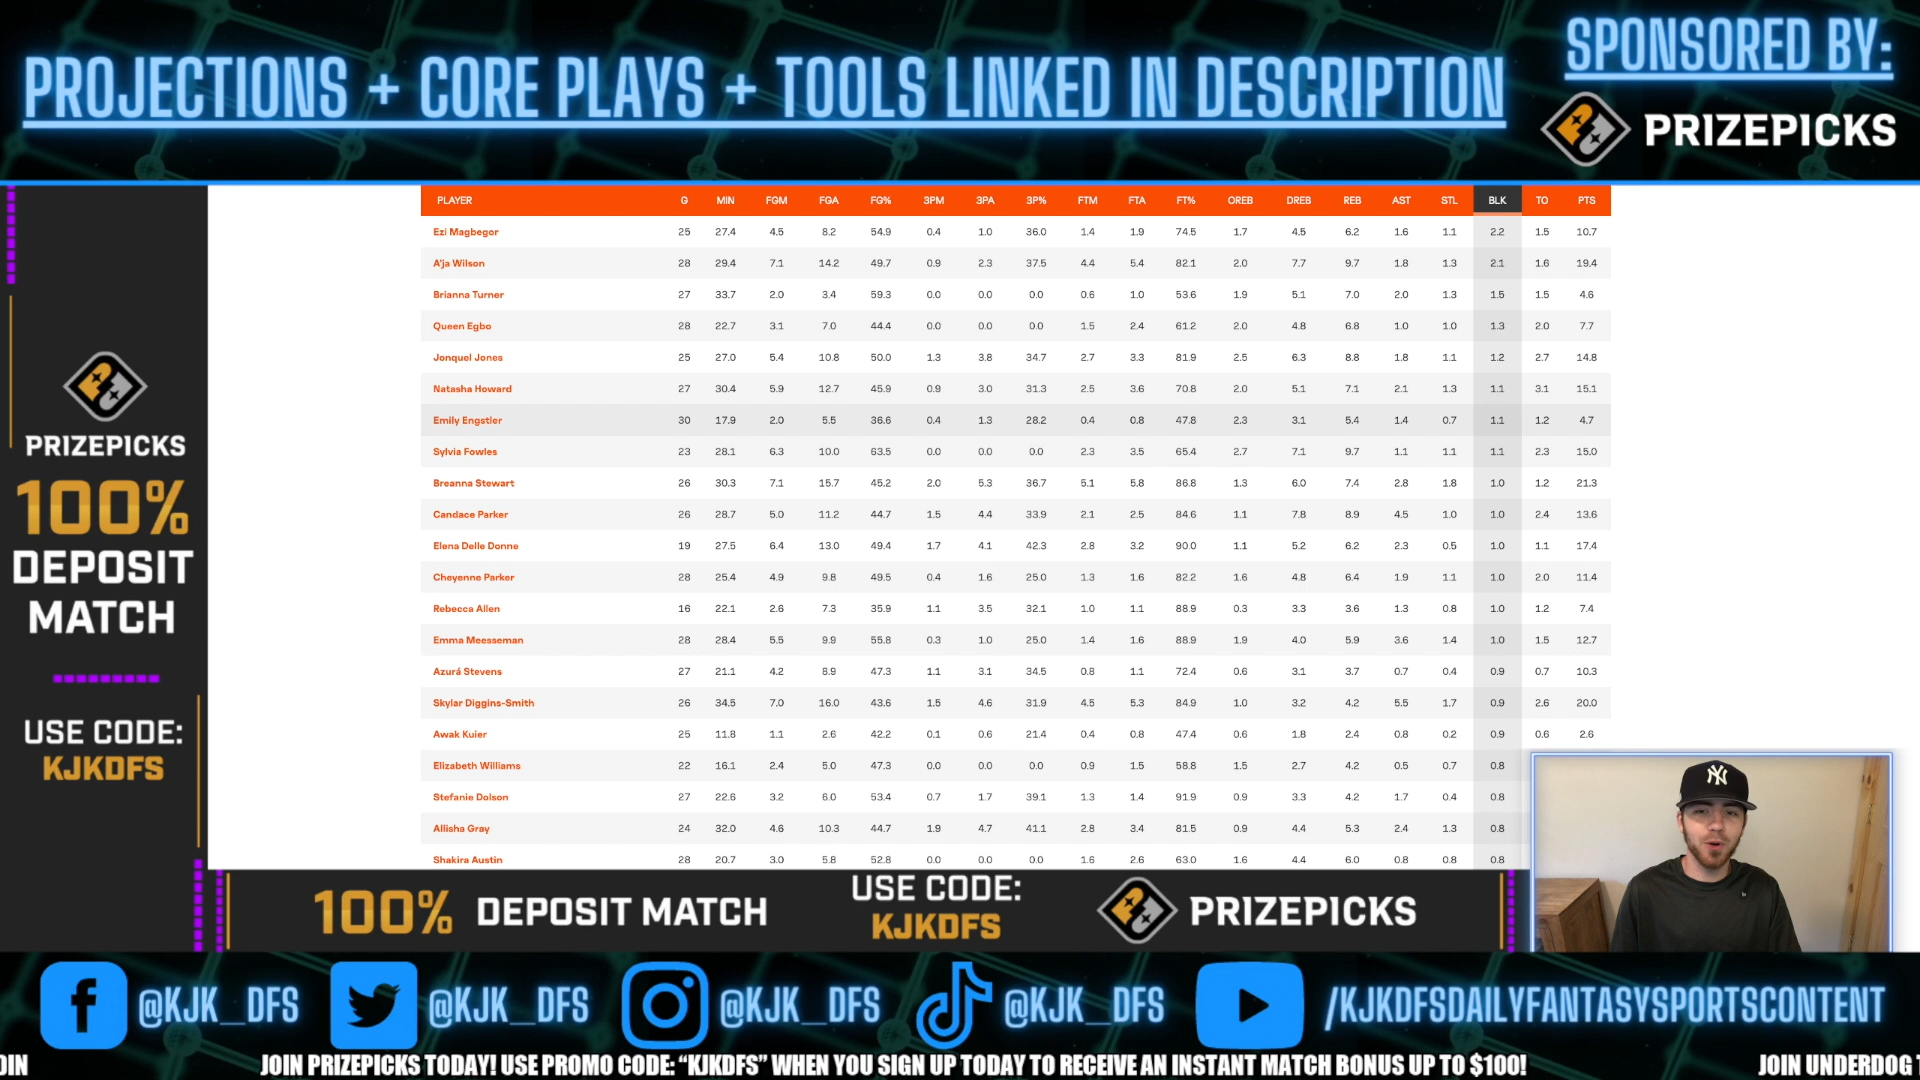 PROJECTIONS + CORE PLAYS + TOOLS LINKED IN DESCRIPTION
SPONSORED BY:
PRIZEPICKS
PRIZEPICKS
100%
DEPOSIT
MATCH
USE CODE:
KJKDFS
PLAYER G MIN FGM FGA FG% 3PM 3PA 3P% FTM FTA FT% OREB DREB REB AST STL BLK TO PTS
Ezi Magbegor 25 27.4 4.5 8.2 54.9 0.4 1.0 36.0 1.4 1.9 74.5 1.7 4.5 6.2 1.6 1.1 2.2 1.5 10.7
A'ja Wilson 28 29.4 7.1 14.2 49.7 0.9 2.3 37.5 4.4 5.4 82.1 2.0 7.7 9.7 1.8 1.3 2.1 1.6 19.4
Brianna Turner 27 33.7 2.0 3.4 59.3 0.0 0.0 0.0 0.6 1.0 53.6 1.9 5.1 7.0 2.0 1.3 1.5 1.5 4.6
Queen Egbo 28 22.7 3.1 7.0 44.4 0.0 0.0 0.0 1.5 2.4 61.2 2.0 4.8 6.8 1.0 1.0 1.3 2.0 7.7
Jonquel Jones 25 27.0 5.4 10.8 50.0 1.3 3.8 34.7 2.7 3.3 81.9 2.5 6.3 8.8 1.8 1.1 1.2 2.7 14.8
Natasha Howard 27 30.4 5.9 12.7 45.9 0.9 3.0 31.3 2.5 3.6 70.8 2.0 5.1 7.1 2.1 1.3 1.1 3.1 15.1
Emily Engstler 30 17.9 2.0 5.5 36.6 0.4 1.3 28.2 0.4 0.8 47.8 2.3 3.1 5.4 1.4 0.7 1.1 1.2 4.7
Sylvia Fowles 23 28.1 6.3 10.0 63.5 0.0 0.0 0.0 2.3 3.5 65.4 2.7 7.1 9.7 1.1 1.1 1.1 2.3 15.0
Breanna Stewart 26 30.3 7.1 15.7 45.2 2.0 5.3 36.7 5.1 5.8 86.8 1.3 6.0 7.4 2.8 1.8 1.0 1.2 21.3
Candace Parker 26 28.7 5.0 11.2 44.7 1.5 4.4 33.9 2.1 2.5 84.6 1.1 7.8 8.9 4.5 1.0 1.0 2.4 13.6
Elena Delle Donne 19 27.5 6.4 13.0 49.4 1.7 4.1 42.3 2.8 3.2 90.0 1.1 5.2 6.2 2.3 0.5 1.0 1.1 17.4
Cheyenne Parker 28 25.4 4.9 9.8 49.5 0.4 1.6 25.0 1.3 1.6 82.2 1.6 4.8 6.4 1.9 1.1 1.0 2.0 11.4
Rebecca Allen 16 22.1 2.6 7.3 35.9 1.1 3.5 32.1 1.0 1.1 88.9 0.3 3.3 3.6 1.3 0.8 1.0 1.2 7.4
Emma Meesseman 28 28.4 5.5 9.9 55.8 0.3 1.0 25.0 1.4 1.6 88.9 1.9 4.0 5.9 3.6 1.4 1.0 1.5 12.7
Azurá Stevens 27 21.1 4.2 8.9 47.3 1.1 3.1 34.5 0.8 1.1 72.4 0.6 3.1 3.7 0.7 0.4 0.9 0.7 10.3
Skylar Diggins-Smith 26 34.5 7.0 16.0 43.6 1.5 4.6 31.9 4.5 5.3 84.9 1.0 3.2 4.2 5.5 1.7 0.9 2.6 20.0
Awak Kuier 25 11.8 1.1 2.6 42.2 0.1 0.6 21.4 0.4 0.8 47.4 0.6 1.8 2.4 0.8 0.2 0.9 0.6 2.6
Elizabeth Williams 22 16.1 2.4 5.0 47.3 0.0 0.0 0.0 0.9 1.5 58.8 1.5 2.7 4.2 0.5 0.7 0.8
Stefanie Dolson 27 22.6 3.2 6.0 53.4 0.7 1.7 39.1 1.3 1.4 91.9 0.9 3.3 4.2 1.7 0.4 0.8
Allisha Gray 24 32.0 4.6 10.3 44.7 1.9 4.7 41.1 2.8 3.4 81.5 0.9 4.4 5.3 2.4 1.3 0.8
Shakira Austin 28 20.7 3.0 5.8 52.8 0.0 0.0 0.0 1.6 2.6 63.0 1.6 4.4 6.0 0.8 0.8 0.8
NY
100% DEPOSIT MATCH
USE CODE:
KJKDFS
PRIZEPICKS
@KJK_DFS @KJK_DFS @KJK_DFS @KJK_DFS /KJKDFSDAILYFANTASYSPORTSCONTENT
OIN JOIN PRIZEPICKS TODAY! USE PROMO CODE: "KJKDFS" WHEN YOU SIGN UP TODAY TO RECEIVE AN INSTANT MATCH BONUS UP TO $100! JOIN UNDERDOG